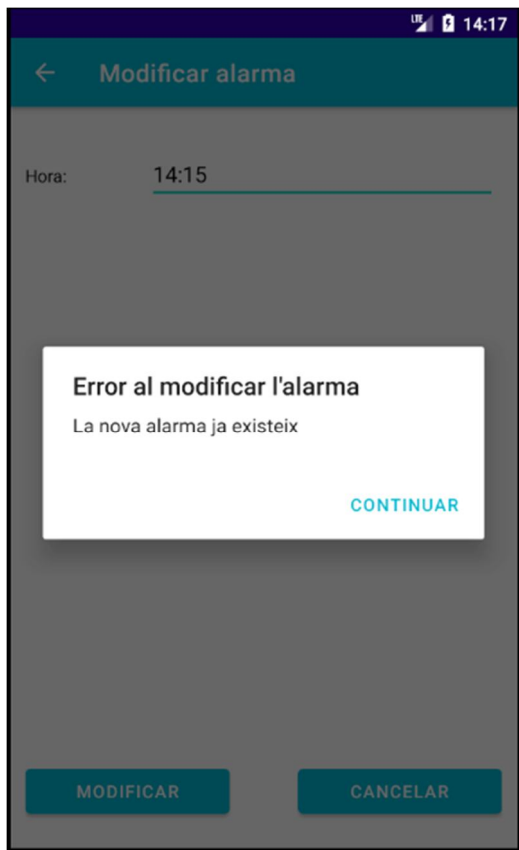 LTE 14:17
Modificar alarma
Hora: 14:15
Error al modificar l'alarma
La nova alarma ja existeix
CONTINUAR
MODIFICAR CANCELAR